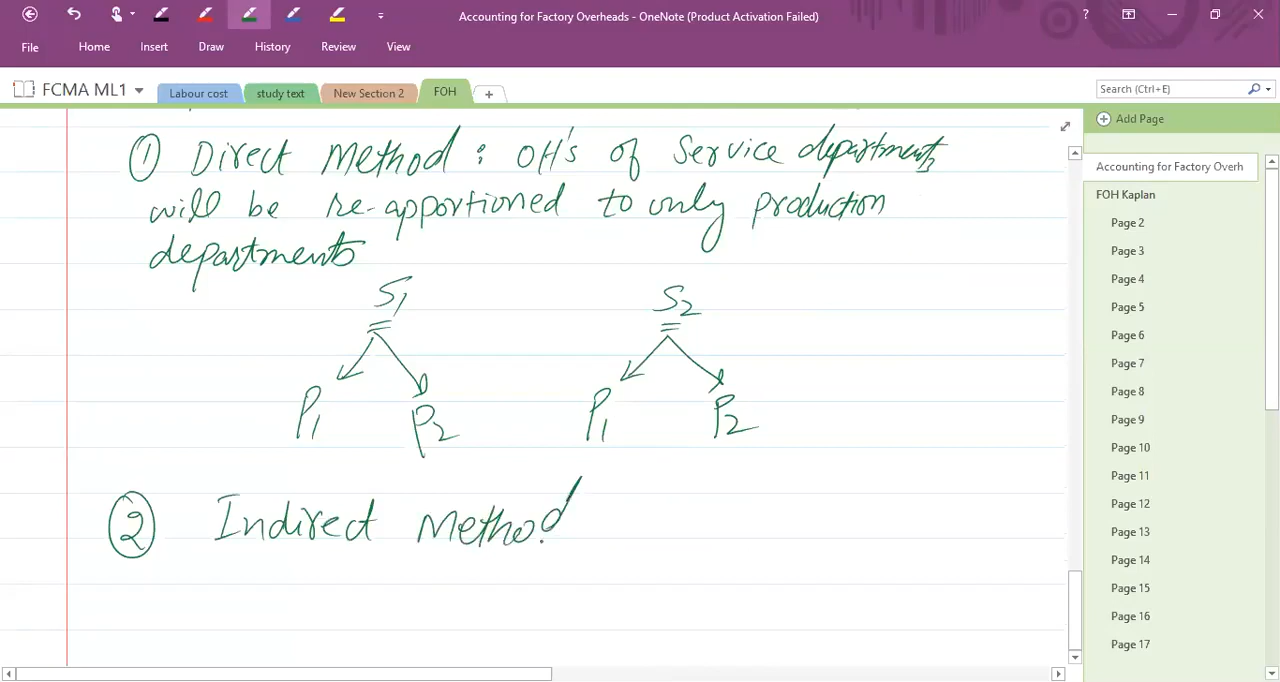 Accounting for Factory Overheads - OneNote (Product Activation Failed)
?
File Home Insert Draw History Review View
FCMA ML1
Labour cost study text New Section 2 FOH +
Search (Ctrl+E)
Add Page
Accounting for Factory Overh
FOH Kaplan
Page 2
Page 3
Page 4
Page 5
Page 6
Page 7
Page 8
Page 9
Page 10
Page 11
Page 12
Page 13
Page 14
Page 15
Page 16
Page 17
① Direct Method : OH's of Service departments
will be re-apportioned to only production
departments
S1 S2
P1 P2 P1 P2
② Indirect Method